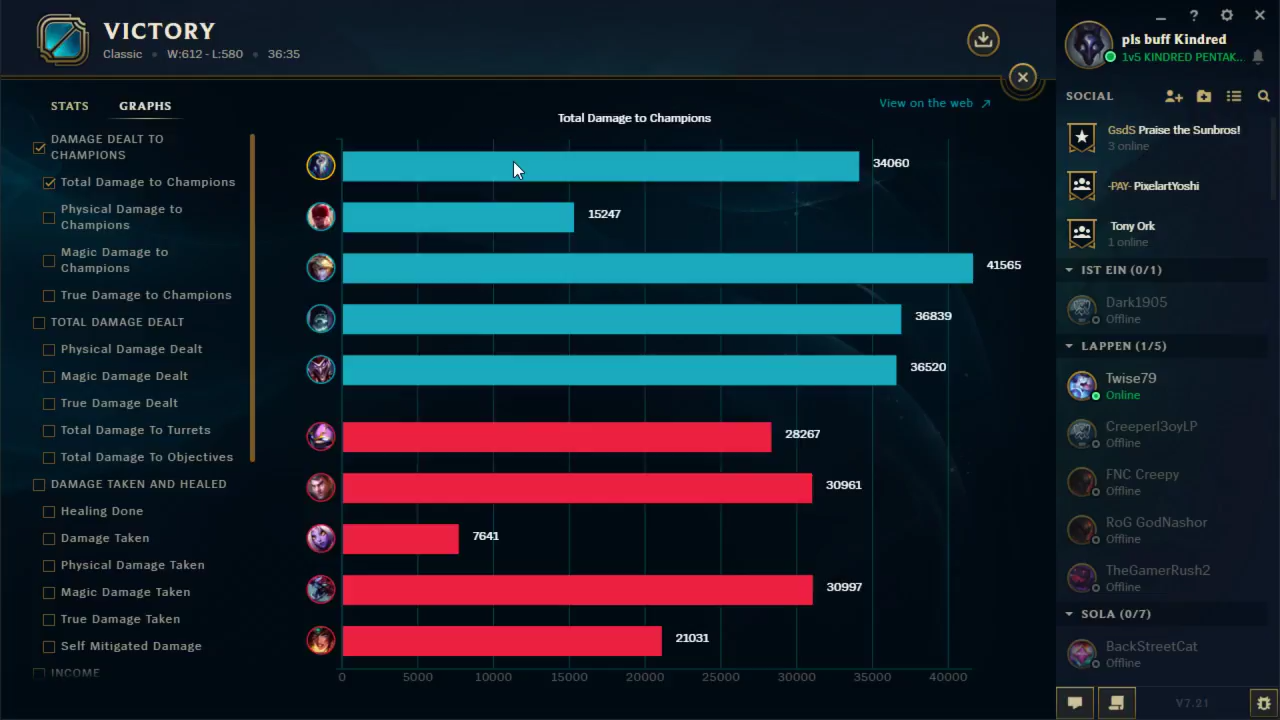 VICTORY
Classic • W:612 - L:580 • 36:35
STATS GRAPHS
View on the web
DAMAGE DEALT TO
CHAMPIONS
Total Damage to Champions
Physical Damage to
Champions
Magic Damage to
Champions
True Damage to Champions
TOTAL DAMAGE DEALT
Physical Damage Dealt
Magic Damage Dealt
True Damage Dealt
Total Damage To Turrets
Total Damage To Objectives
DAMAGE TAKEN AND HEALED
Healing Done
Damage Taken
Physical Damage Taken
Magic Damage Taken
True Damage Taken
Self Mitigated Damage
INCOME
Total Damage to Champions
34060
15247
41565
36839
36520
28267
30961
7641
30997
21031
0 5000 10000 15000 20000 25000 30000 35000 40000
pls buff Kindred
1v5 KINDRED PENTAK...
SOCIAL
GsdS Praise the Sunbros!
3 online
-PAY- PixelartYoshi
Tony Ork
1 online
IST EIN (0/1)
Dark1905
Offline
LAPPEN (1/5)
Twise79
Online
CreeperI3oyLP
Offline
FNC Creepy
Offline
RoG GodNashor
Offline
TheGamerRush2
Offline
SOLA (0/7)
BackStreetCat
Offline
V7.21